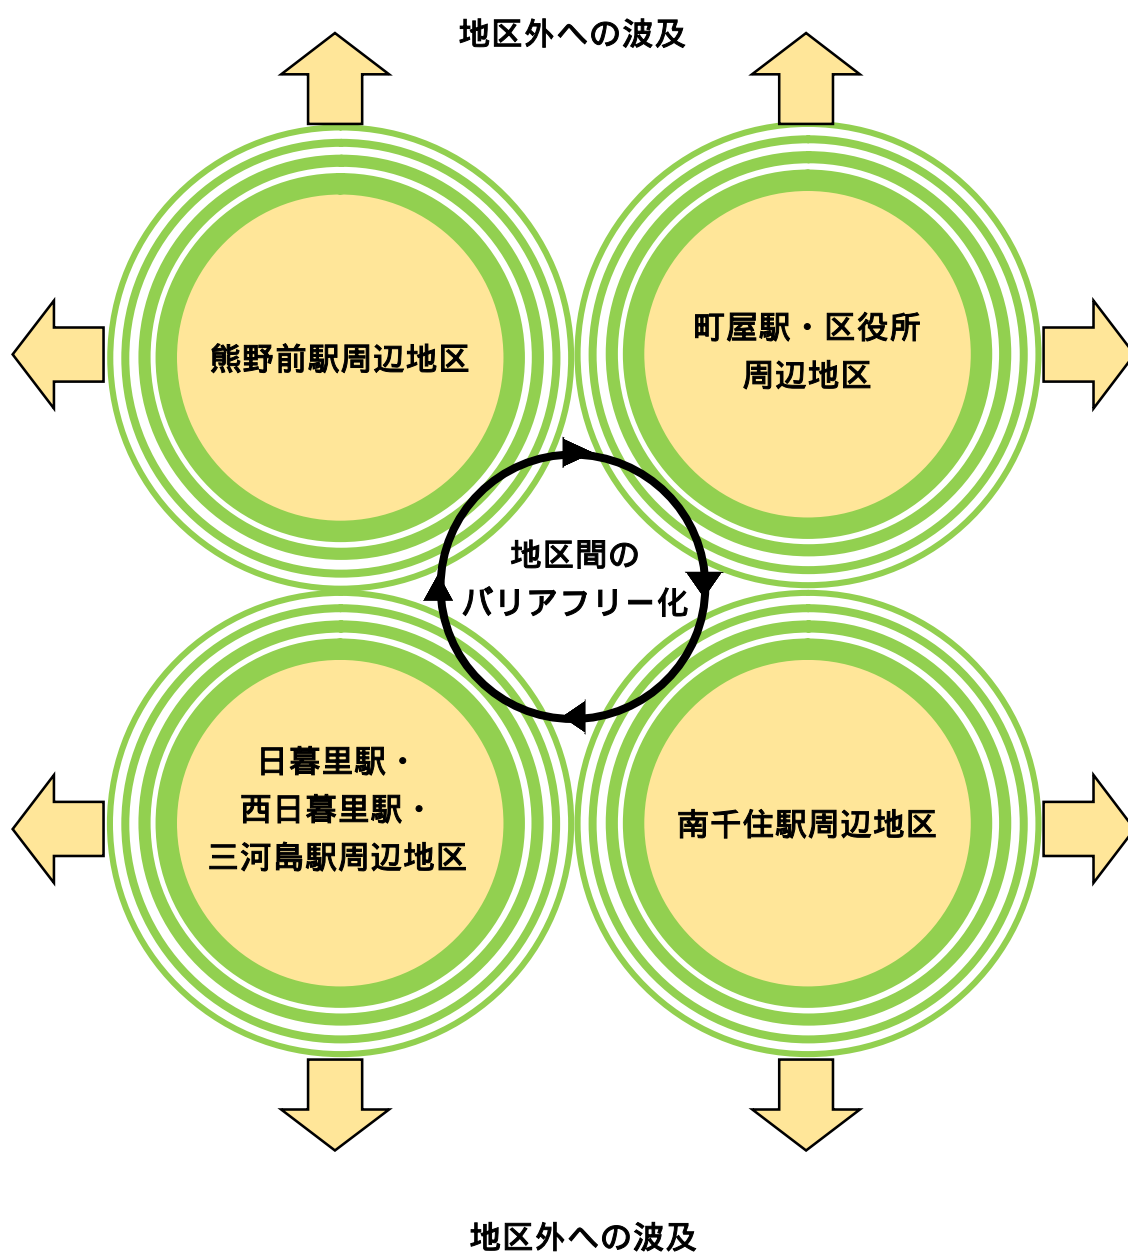 地区外への波及
熊野前駅周辺地区
町屋駅・区役所
周辺地区
地区間の
バリアフリー化
日暮里駅・
西日暮里駅・
三河島駅周辺地区
南千住駅周辺地区
地区外への波及